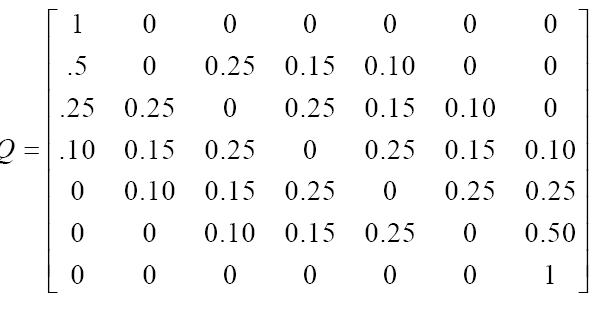 1 0 0 0 0 0 0
.5 0 0.25 0.15 0.10 0 0
.25 0.25 0 0.25 0.15 0.10 0
Q = .10 0.15 0.25 0 0.25 0.15 0.10
0 0.10 0.15 0.25 0 0.25 0.25
0 0 0.10 0.15 0.25 0 0.50
0 0 0 0 0 0 1